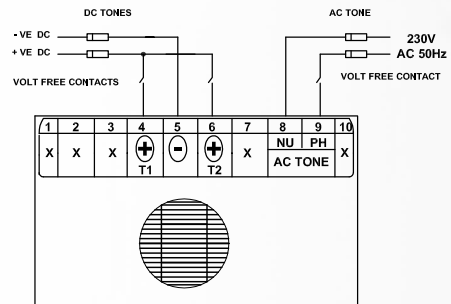 DC TONES
AC TONE
- VE DC
+ VE DC
230V
AC 50Hz
VOLT FREE CONTACTS
VOLT FREE CONTACT
1 2 3 4 5 6 7 8 9 10
X X X + - + X NU PH X
T1 T2 AC TONE